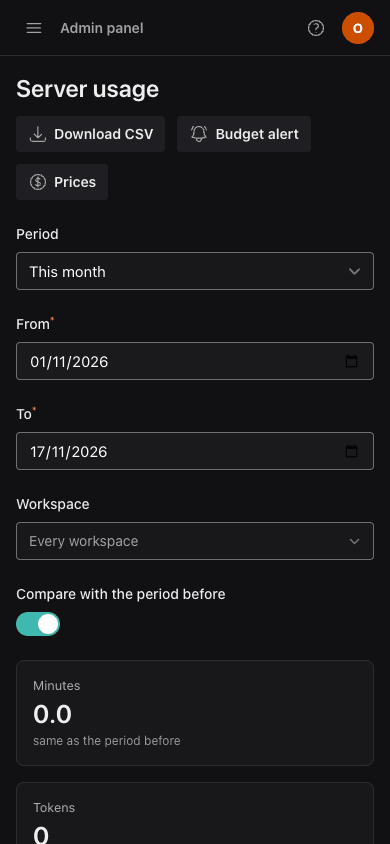 Admin panel
O
Server usage
Download CSV
Budget alert
Prices
Period
This month
From*
01/11/2026
To*
17/11/2026
Workspace
Every workspace
Compare with the period before
Minutes
0.0
same as the period before
Tokens
0